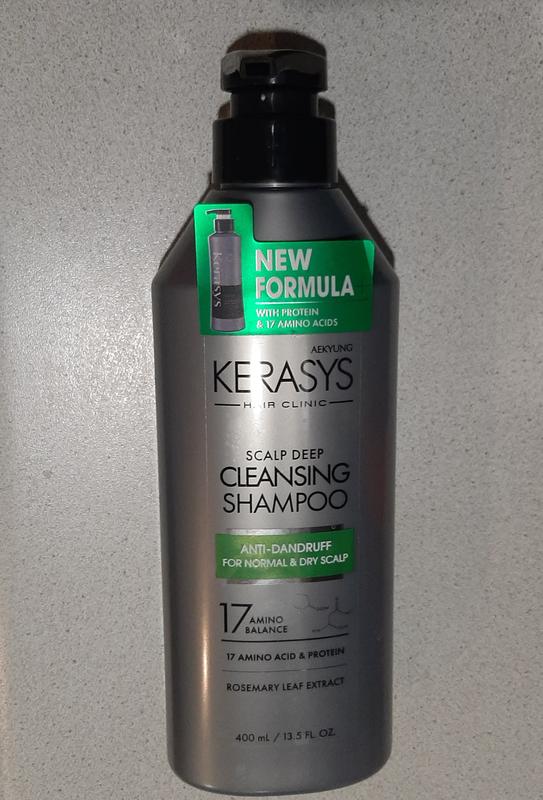 NEW
FORMULA
WITH PROTEIN
& 17 AMINO ACIDS
Kerasys
AEKYUNG
KERASYS
HAIR CLINIC
SCALP DEEP
CLEANSING
SHAMPOO
ANTI-DANDRUFF
FOR NORMAL & DRY SCALP
17 AMINO
BALANCE
17 AMINO ACID & PROTEIN
ROSEMARY LEAF EXTRACT
400 mL / 13.5 FL. OZ.